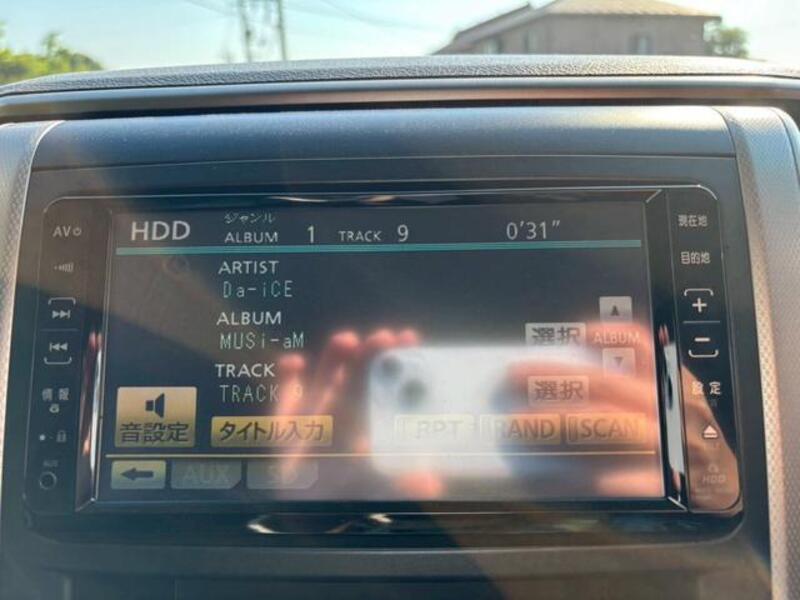 AV
HDD
ジャンル
ALBUM 1 TRACK 9 0'31"
現在地
目的地
ARTIST
Da-iCE
ALBUM
MUSi-aM
選択 ALBUM
TRACK
TRACK 9
選択
情報
設定
音設定
タイトル入力
RPT
RAND
SCAN
AUX
AUX
SD
HDD